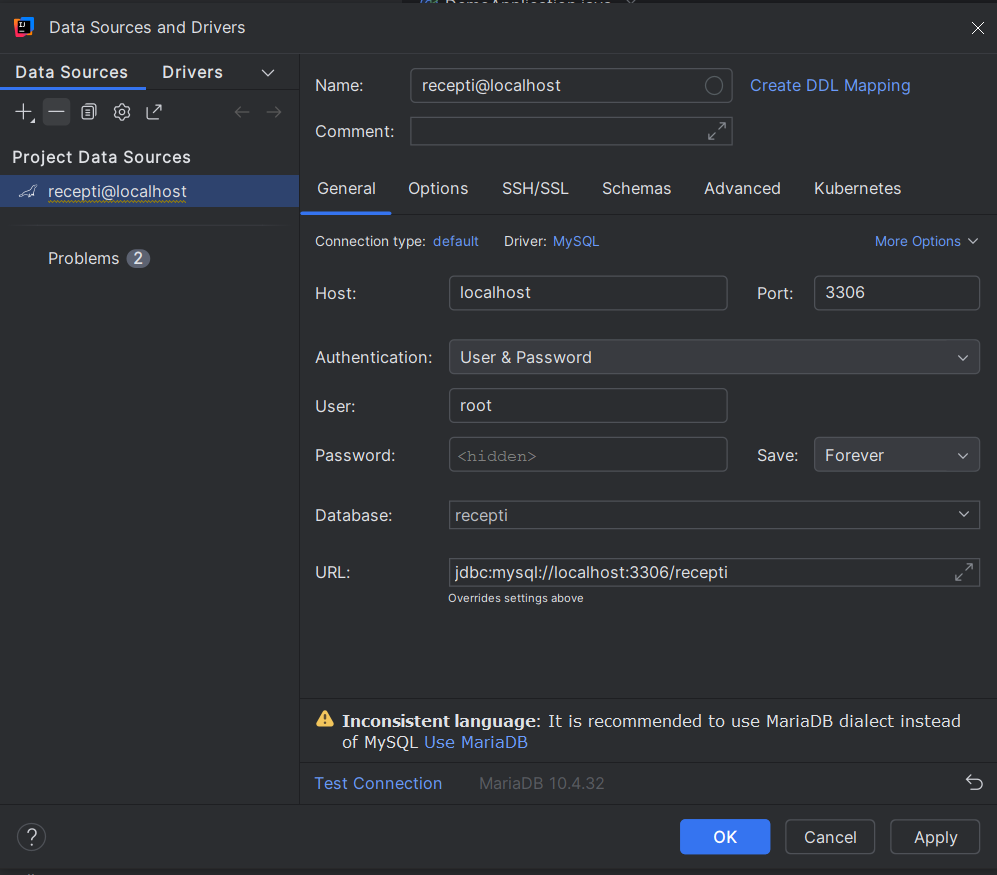 DemoApplication.java
Data Sources and Drivers
Data Sources
Drivers
Project Data Sources
recepti@localhost
Problems 2
Name: recepti@localhost Create DDL Mapping
Comment:
General Options SSH/SSL Schemas Advanced Kubernetes
Connection type: default Driver: MySQL More Options
Host: localhost Port: 3306
Authentication: User & Password
User: root
Password: <hidden> Save: Forever
Database: recepti
URL: jdbc:mysql://localhost:3306/recepti
Overrides settings above
Inconsistent language: It is recommended to use MariaDB dialect instead
of MySQL Use MariaDB
Test Connection MariaDB 10.4.32
? OK Cancel Apply